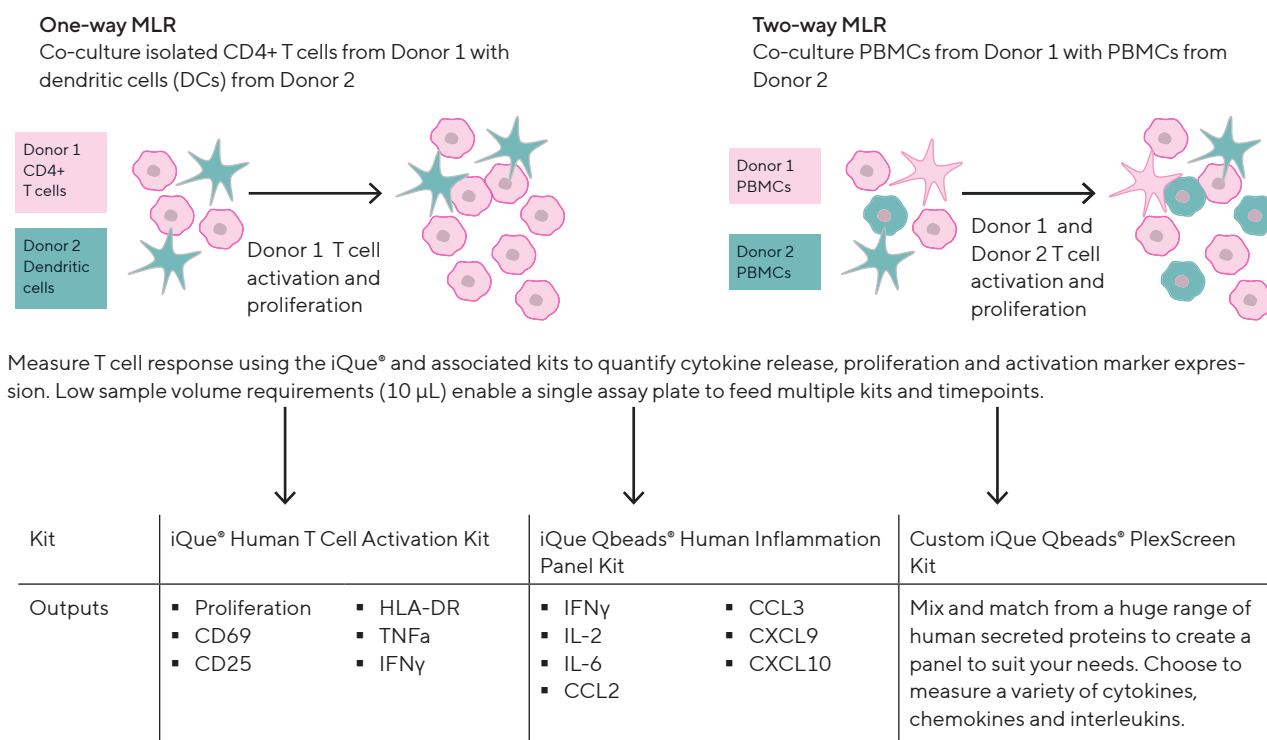 One-way MLR
Co-culture isolated CD4+ T cells from Donor 1 with
dendritic cells (DCs) from Donor 2
Donor 1
CD4+
T cells
Donor 2
Dendritic
cells
Donor 1 T cell
activation and
proliferation
Two-way MLR
Co-culture PBMCs from Donor 1 with PBMCs from
Donor 2
Donor 1
PBMCs
Donor 2
PBMCs
Donor 1 and
Donor 2 T cell
activation and
proliferation
Measure T cell response using the iQue® and associated kits to quantify cytokine release, proliferation and activation marker expres-
sion. Low sample volume requirements (10 µL) enable a single assay plate to feed multiple kits and timepoints.
Kit
iQue® Human T Cell Activation Kit
iQue Qbeads® Human Inflammation
Panel Kit
Custom iQue Qbeads® PlexScreen
Kit
Outputs
▪ Proliferation
▪ CD69
▪ CD25
▪ HLA-DR
▪ TNFa
▪ IFNγ
▪ IFNγ
▪ IL-2
▪ IL-6
▪ CCL2
▪ CCL3
▪ CXCL9
▪ CXCL10
Mix and match from a huge range of
human secreted proteins to create a
panel to suit your needs. Choose to
measure a variety of cytokines,
chemokines and interleukins.